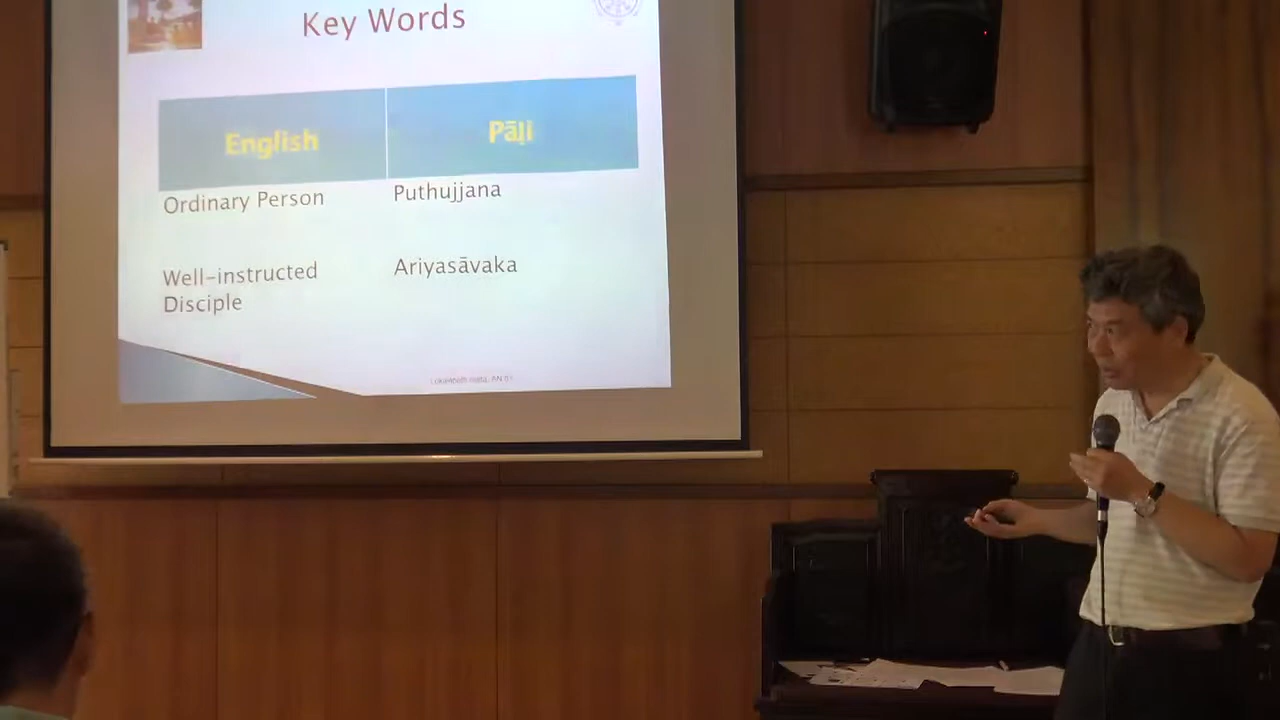 Key Words
English Pāḷi
Ordinary Person Puthujjana
Well-instructed Ariyasāvaka
Disciple